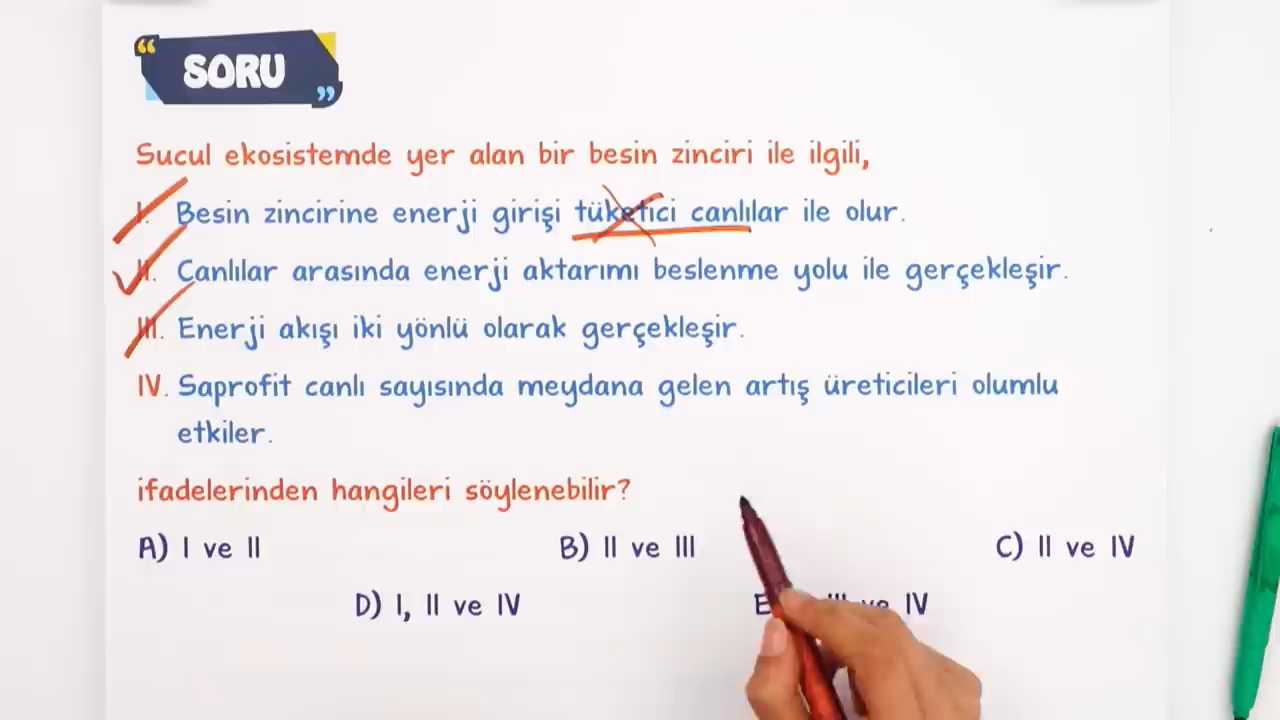 SORU
Sucul ekosistemde yer alan bir besin zinciri ile ilgili,
I. Besin zincirine enerji girişi tüketici canlılar ile olur.
II. Canlılar arasında enerji aktarımı beslenme yolu ile gerçekleşir.
III. Enerji akışı iki yönlü olarak gerçekleşir.
IV. Saprofit canlı sayısında meydana gelen artış üreticileri olumlu
etkiler.
ifadelerinden hangileri söylenebilir?
A) I ve II B) II ve III C) II ve IV
D) I, II ve IV E) III ve IV